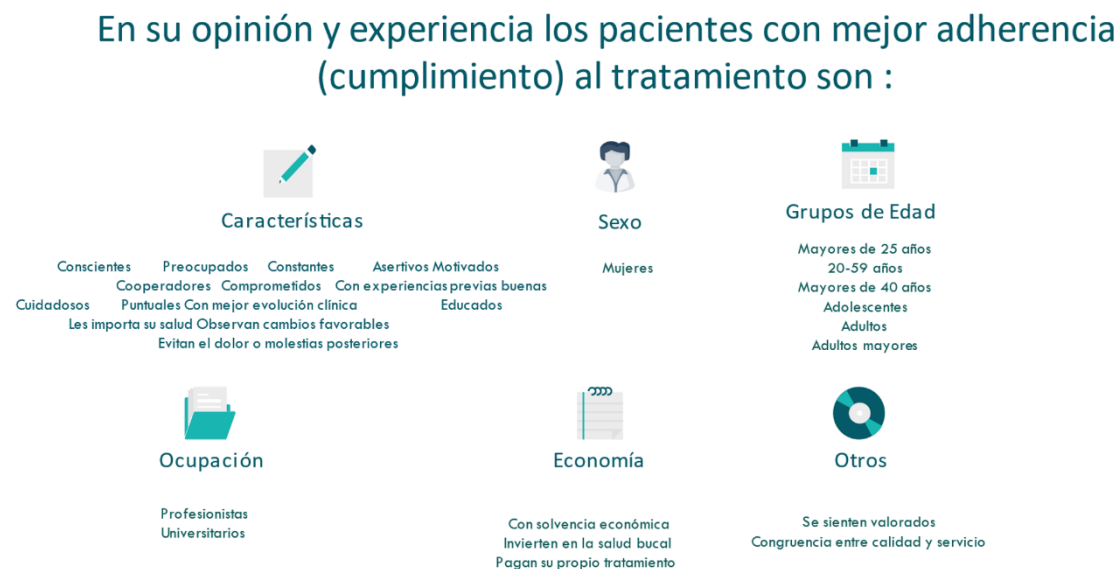 En su opinión y experiencia los pacientes con mejor adherencia
(cumplimiento) al tratamiento son :
Características
Conscientes Preocupados Constantes Asertivos Motivados
Cooperadores Comprometidos Con experiencias previas buenas
Cuidadosos Puntuales Con mejor evolución clínica Educados
Les importa su salud Observan cambios favorables
Evitan el dolor o molestias posteriores
Sexo
Mujeres
Grupos de Edad
Mayores de 25 años
20-59 años
Mayores de 40 años
Adolescentes
Adultos
Adultos mayores
Ocupación
Profesionistas
Universitarios
Economía
Con solvencia económica
Invierten en la salud bucal
Pagan su propio tratamiento
Otros
Se sienten valorados
Congruencia entre calidad y servicio